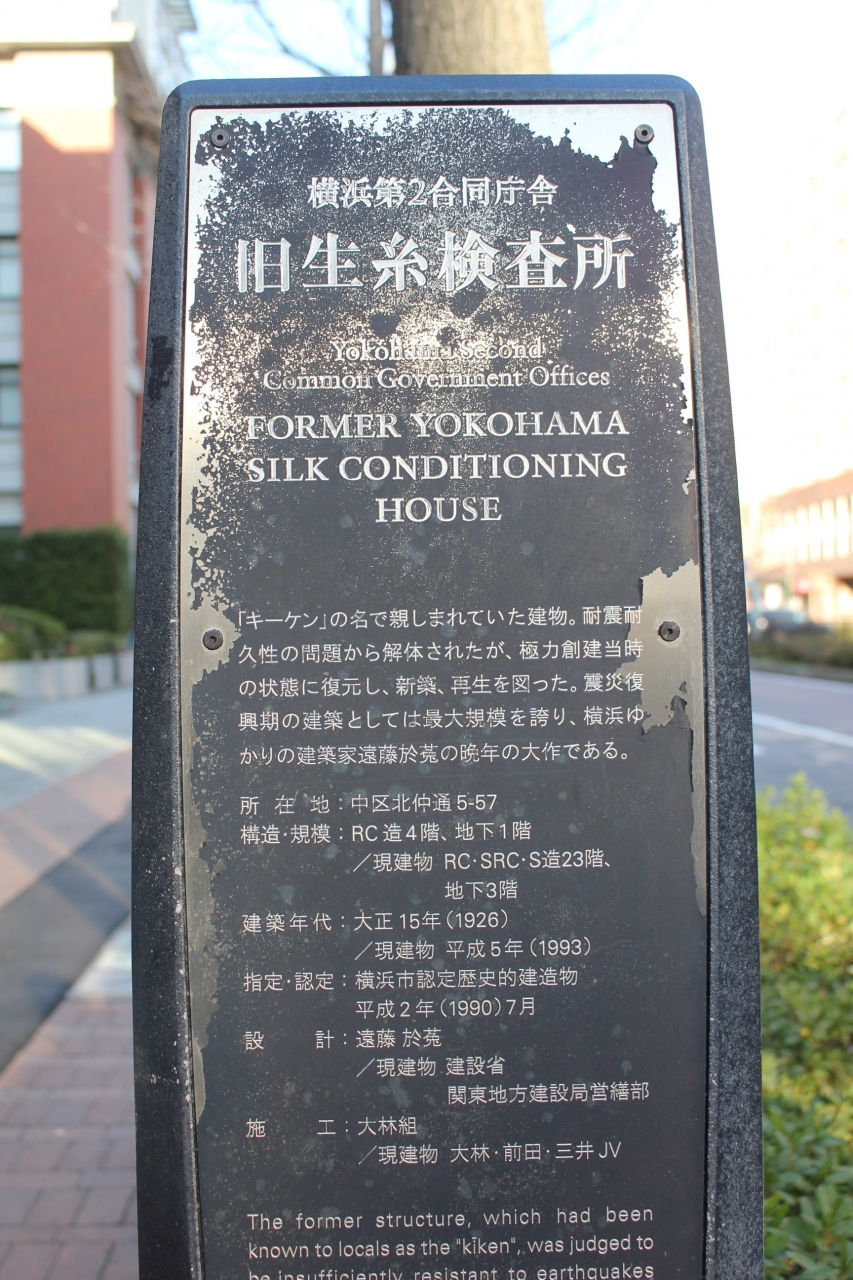 横浜第2合同庁舎
旧生糸検査所
Yokohama Second
Common Government Offices
FORMER YOKOHAMA
SILK CONDITIONING
HOUSE
「キーケン」の名で親しまれていた建物。耐震耐
久性の問題から解体されたが、極力創建当時
の状態に復元し、新築、再生を図った。震災復
興期の建築としては最大規模を誇り、横浜ゆ
かりの建築家遠藤於菟の晩年の大作である。
所在地：中区北仲通5-57
構造・規模：RC造4階、地下1階
／現建物 RC・SRC・S造23階、
地下3階
建築年代：大正15年（1926）
／現建物 平成5年（1993）
指定・認定：横浜市認定歴史的建造物
平成2年（1990）7月
設計：遠藤 於菟
／現建物 建設省
関東地方建設局営繕部
施工：大林組
／現建物 大林・前田・三井JV
The former structure, which had been
known to locals as the "kīken", was judged to
be insufficiently resistant to earthquakes